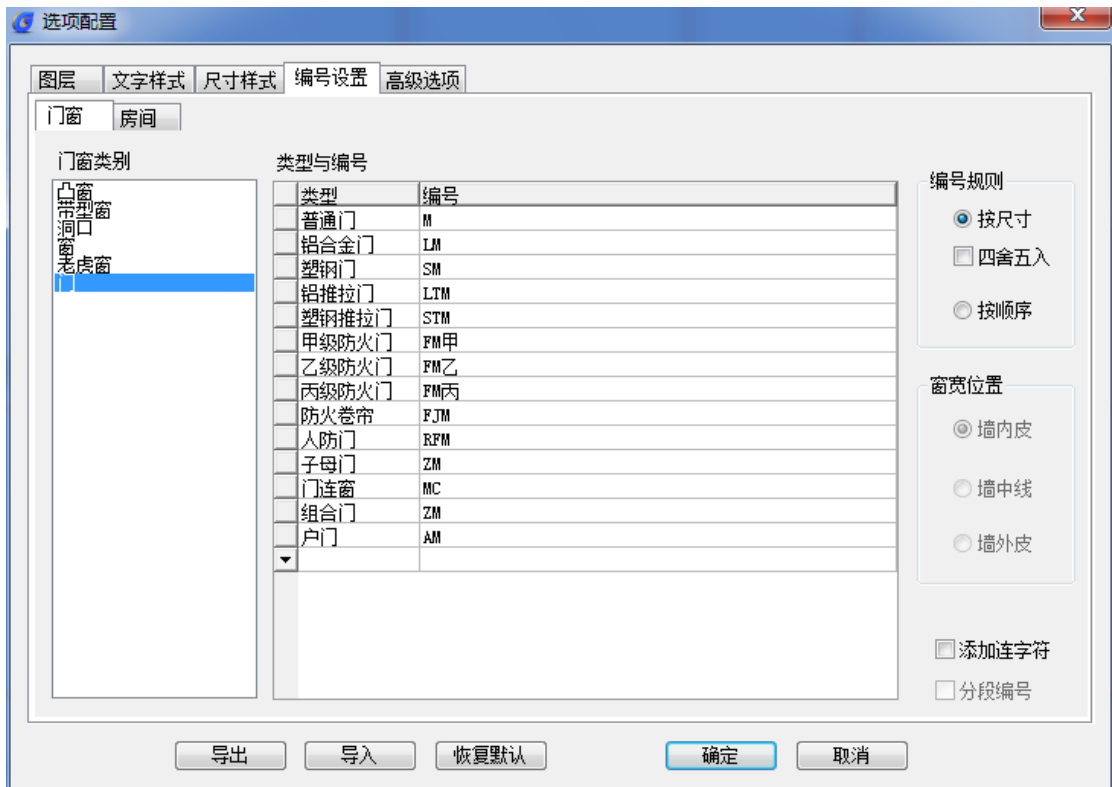 选项配置
图层 文字样式 尺寸样式 编号设置 高级选项
门窗 房间
门窗类别
凸窗
带型窗
洞口
窗
老虎窗
门
类型与编号
类型 编号
普通门 M
铝合金门 LM
塑钢门 SM
铝推拉门 LTM
塑钢推拉门 STM
甲级防火门 FM甲
乙级防火门 FM乙
丙级防火门 FM丙
防火卷帘 FJM
人防门 RFM
子母门 ZM
门连窗 MC
组合门 ZM
户门 AM
编号规则
按尺寸
四舍五入
按顺序
窗宽位置
墙内皮
墙中线
墙外皮
添加连字符
分段编号
导出 导入 恢复默认 确定 取消